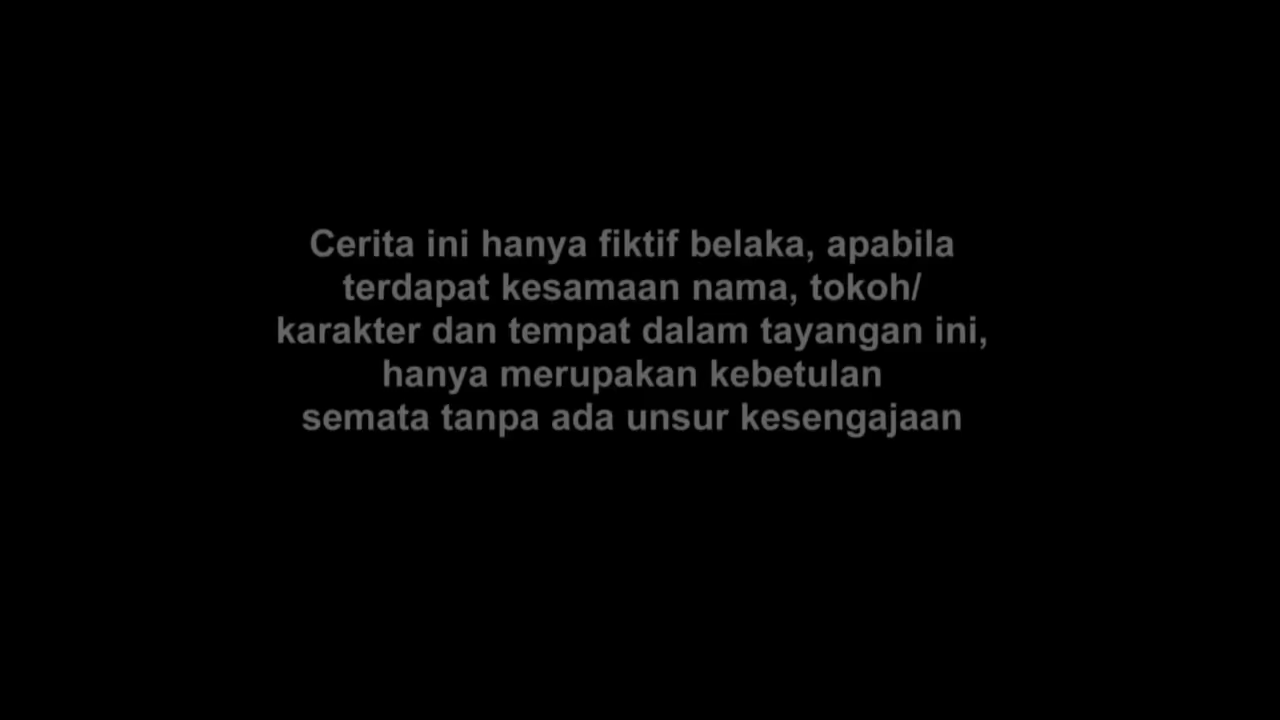 Cerita ini hanya fiktif belaka, apabila
terdapat kesamaan nama, tokoh/
karakter dan tempat dalam tayangan ini,
hanya merupakan kebetulan
semata tanpa ada unsur kesengajaan